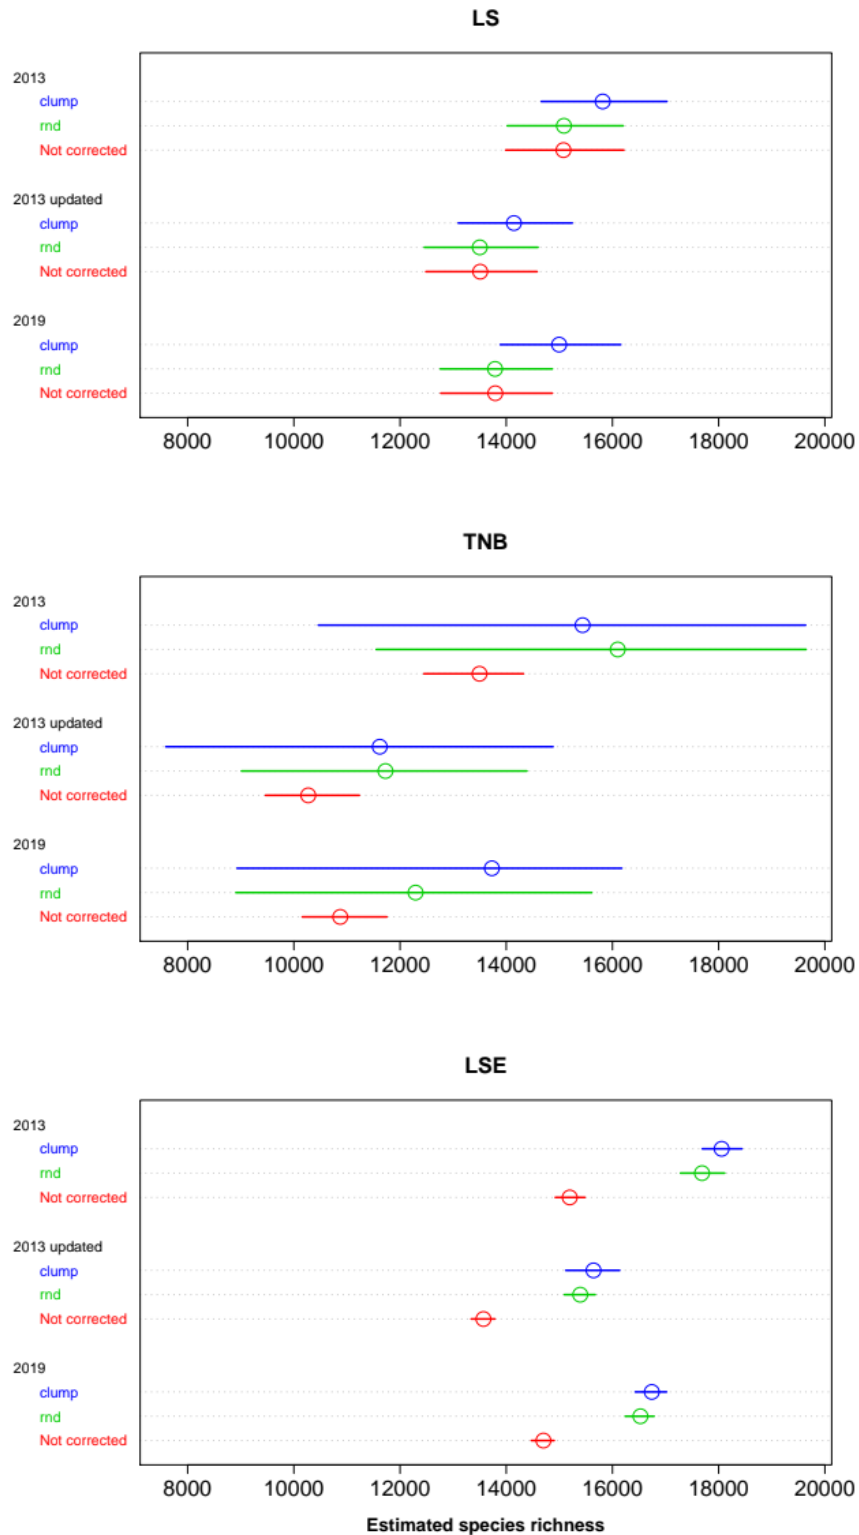 LS
2013
clump
rnd
Not corrected
2013 updated
clump
rnd
Not corrected
2019
clump
rnd
Not corrected
8000 10000 12000 14000 16000 18000 20000
TNB
2013
clump
rnd
Not corrected
2013 updated
clump
rnd
Not corrected
2019
clump
rnd
Not corrected
8000 10000 12000 14000 16000 18000 20000
LSE
2013
clump
rnd
Not corrected
2013 updated
clump
rnd
Not corrected
2019
clump
rnd
Not corrected
8000 10000 12000 14000 16000 18000 20000
Estimated species richness